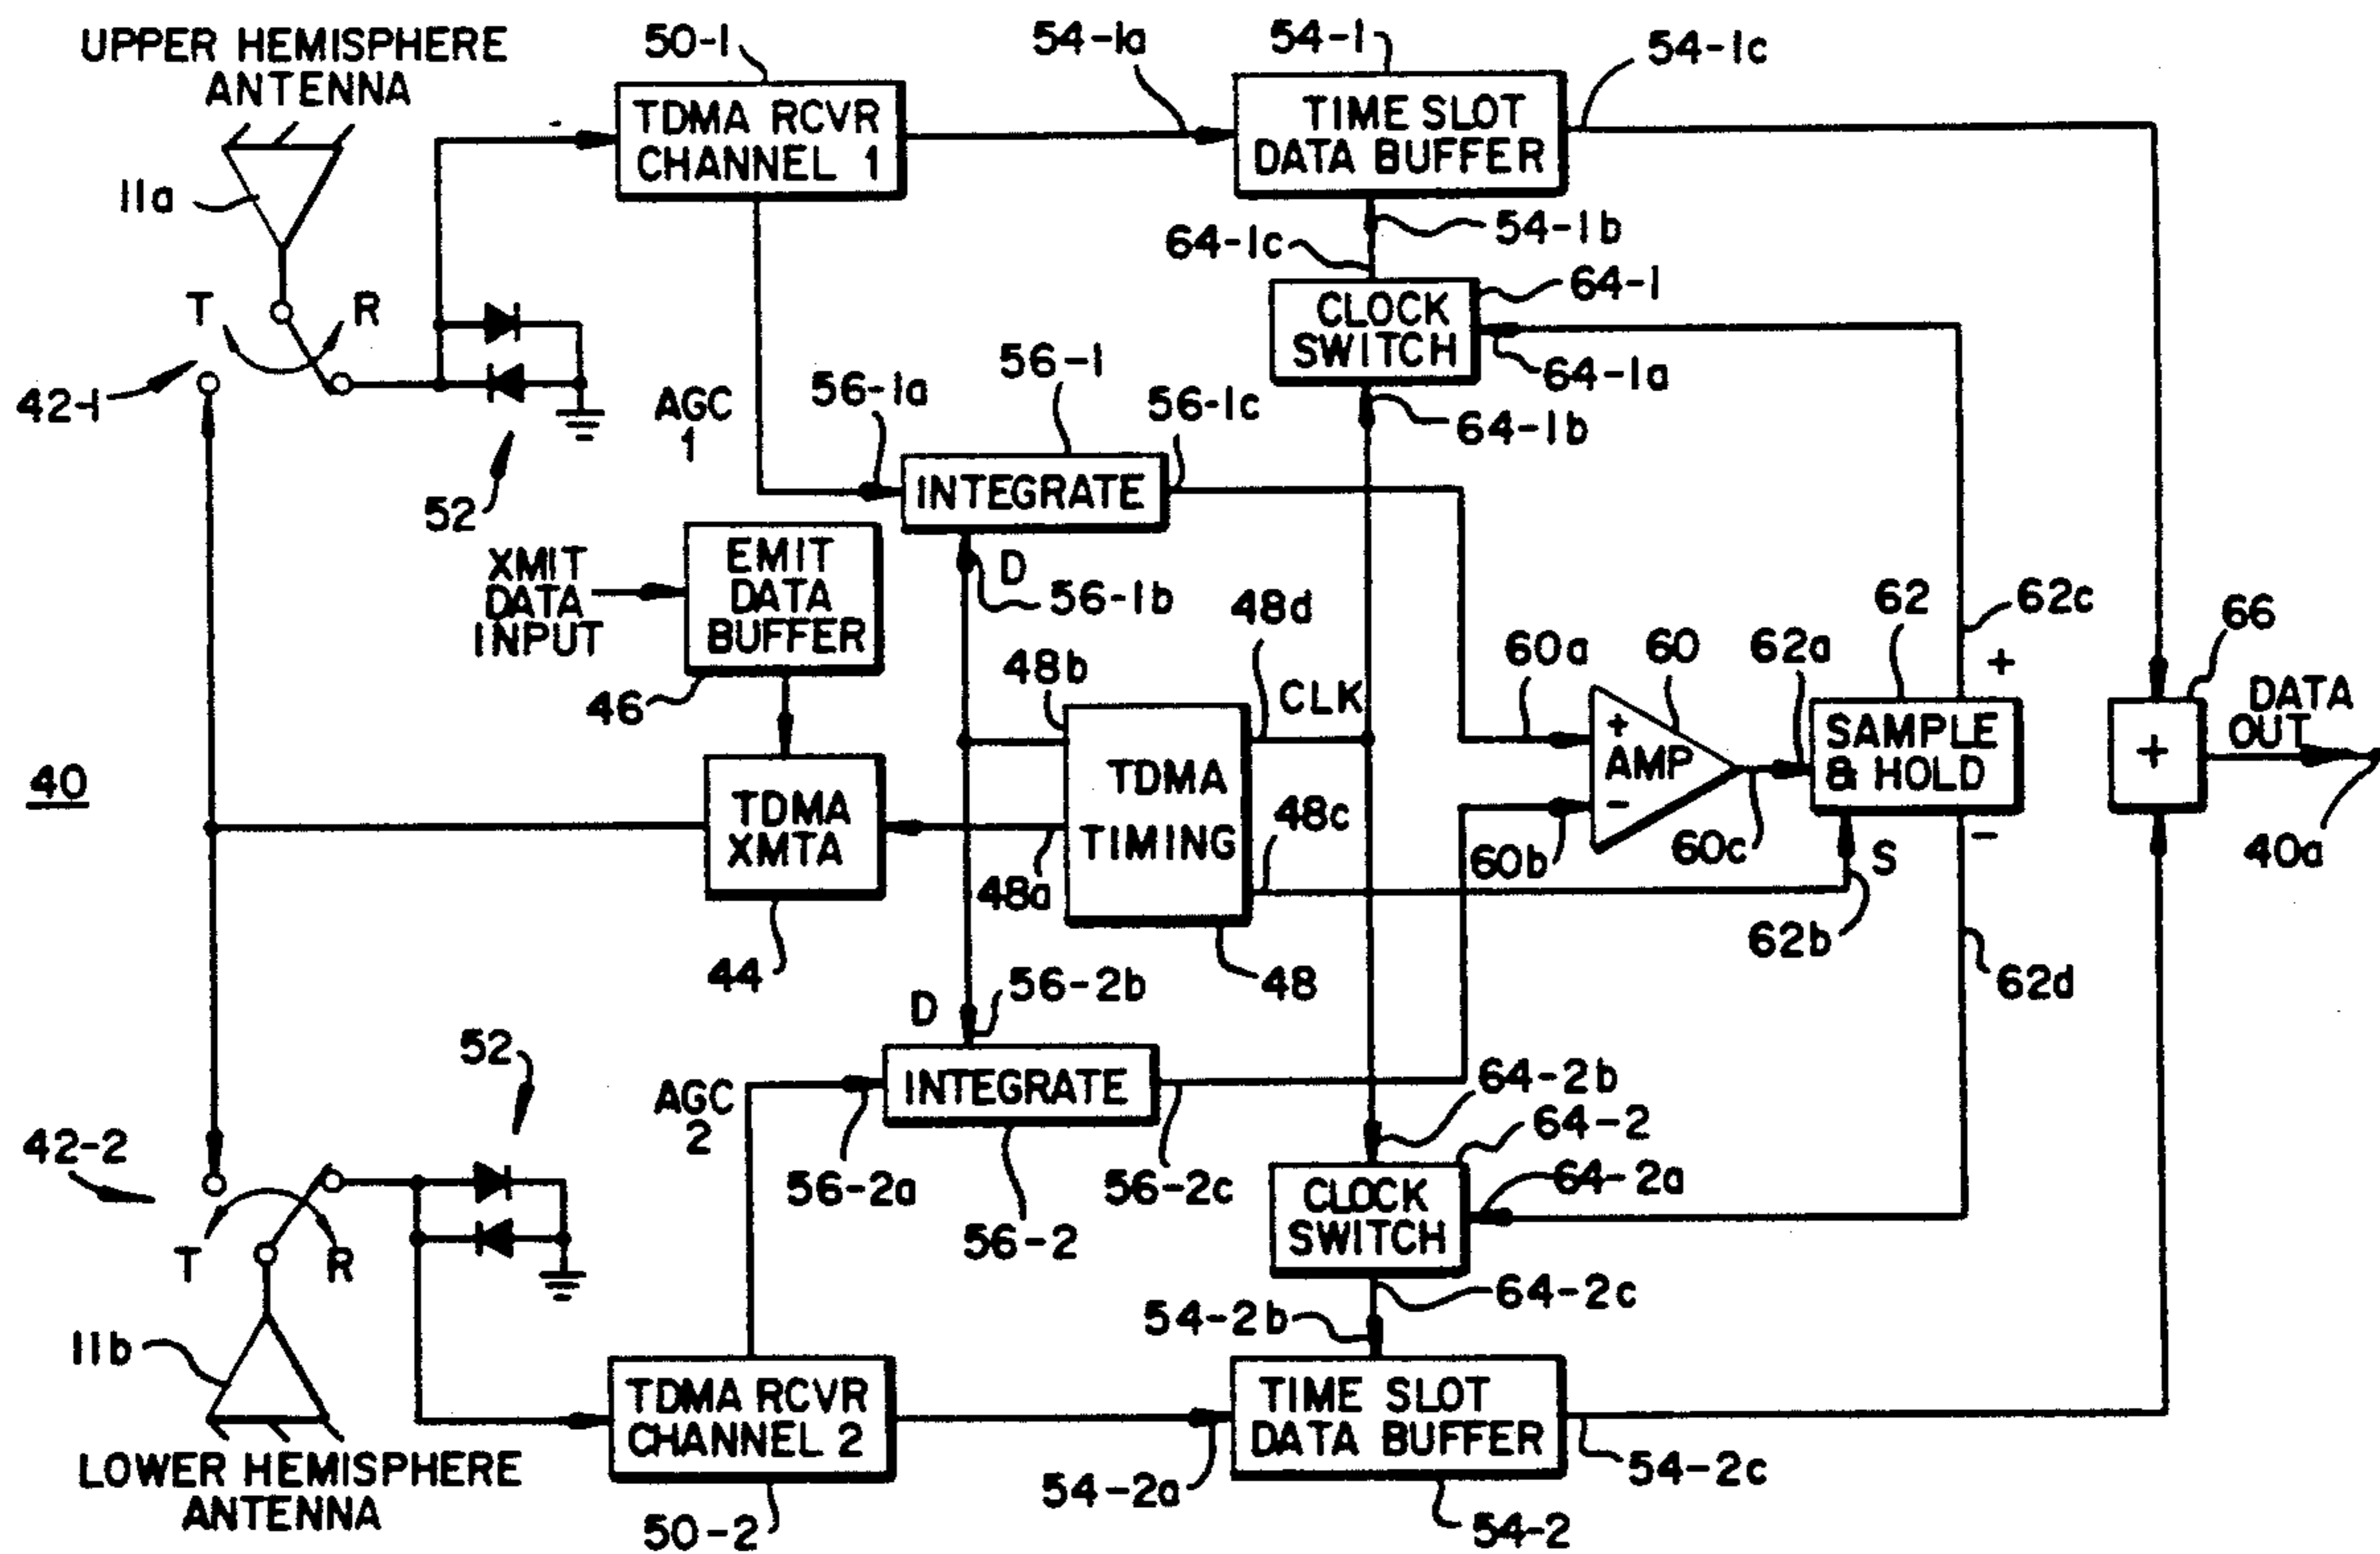 UPPER HEMISPHERE
ANTENNA
50-1
54-1a
54-1
54-1c
TDMA RCVR
CHANNEL 1
TIME SLOT
DATA BUFFER
11a
54-1b
64-1c
64-1
T
R
CLOCK
SWITCH
64-1a
42-1
52
AGC
1
56-1a
56-1
56-1c
64-1b
INTEGRATE
XMIT
DATA
INPUT
EMIT
DATA
BUFFER
D
56-1b
48d
62
62c
66
46
48b
CLK
60a
60
62a
+
DATA
OUT
40
TDMA
XMTA
TDMA
TIMING
+
AMP
-
SAMPLE
& HOLD
+
48a
48c
60b
60c
S
-
40a
44
48
62b
62d
D
56-2b
52
AGC
2
INTEGRATE
64-2b
64-2
42-2
56-2a
56-2
56-2c
CLOCK
SWITCH
64-2a
T
R
64-2c
54-2b
11b
TDMA RCVR
CHANNEL 2
TIME SLOT
DATA BUFFER
LOWER HEMISPHERE
ANTENNA
50-2
54-2a
54-2
54-2c